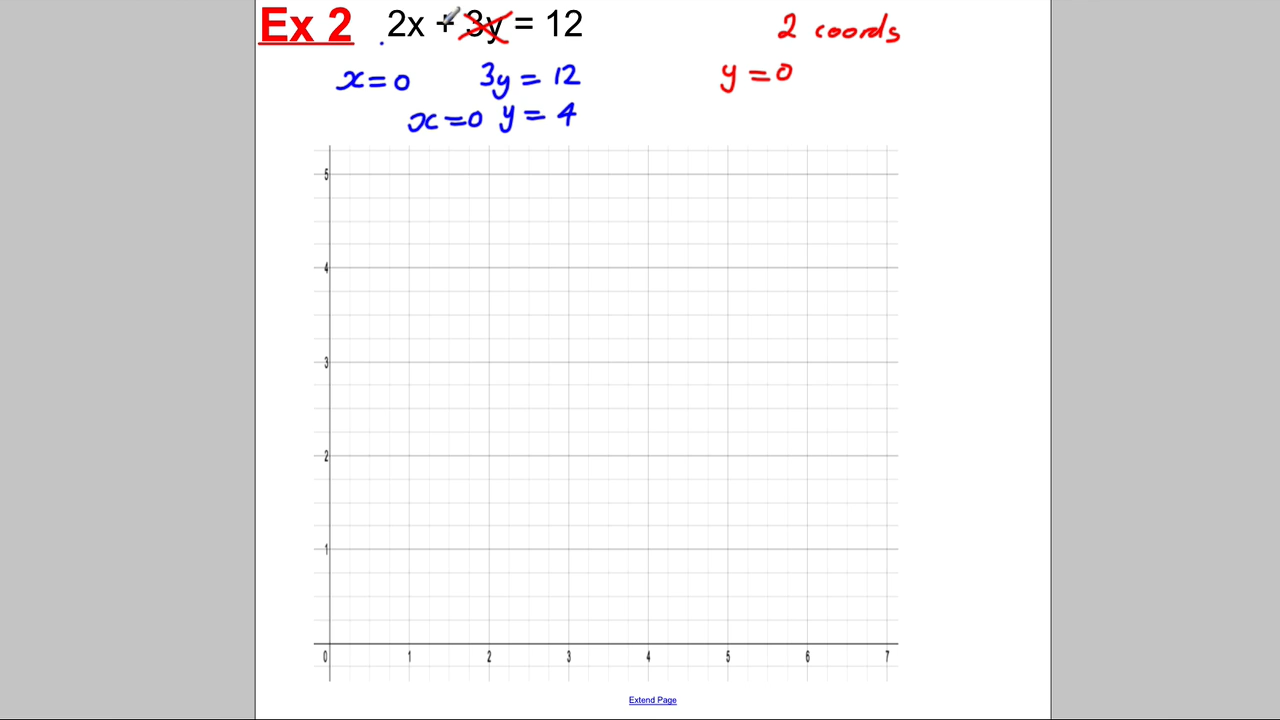 Ex 2 2x + 3y = 12 2 coords
x = 0 3y = 12 y = 0
x = 0 y = 4
5
4
3
2
1
0 1 2 3 4 5 6 7
Extend Page